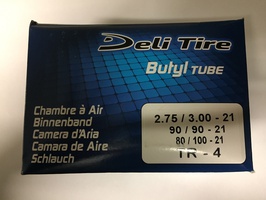 Deli Tire
Butyl TUBE
Chambre à Air
Binnenband
Camera d'Aria
Camara de Aire
Schlauch
2.75 / 3.00 - 21
90 / 90 - 21
80 / 100 - 21
TR - 4